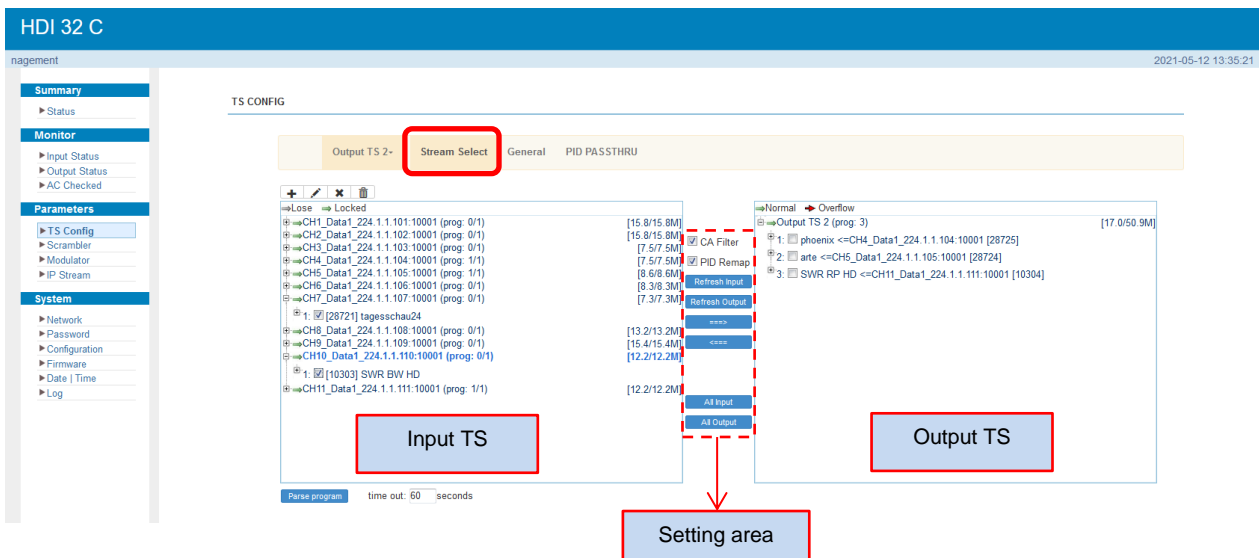 HDI 32 C
nagement
2021-05-12 13:35:21
Summary
Status
Monitor
Input Status
Output Status
AC Checked
Parameters
TS Config
Scrambler
Modulator
IP Stream
System
Network
Password
Configuration
Firmware
Date | Time
Log
TS CONFIG
Output TS 2
Stream Select
General
PID PASSTHRU
⇒Lose ⇒ Locked
⇒CH1_Data1_224.1.1.101:10001 (prog: 0/1) [15.8/15.8M]
⇒CH2_Data1_224.1.1.102:10001 (prog: 0/1) [15.8/15.8M]
⇒CH3_Data1_224.1.1.103:10001 (prog: 0/1) [7.5/7.5M]
⇒CH4_Data1_224.1.1.104:10001 (prog: 1/1) [7.5/7.5M]
⇒CH5_Data1_224.1.1.105:10001 (prog: 1/1) [8.6/8.6M]
⇒CH6_Data1_224.1.1.106:10001 (prog: 0/1) [8.3/8.3M]
⇒CH7_Data1_224.1.1.107:10001 (prog: 0/1) [7.3/7.3M]
1: [28721] tagesschau24
⇒CH8_Data1_224.1.1.108:10001 (prog: 0/1) [13.2/13.2M]
⇒CH9_Data1_224.1.1.109:10001 (prog: 0/1) [15.4/15.4M]
⇒CH10_Data1_224.1.1.110:10001 (prog: 0/1) [12.2/12.2M]
1: [10303] SWR BW HD
⇒CH11_Data1_224.1.1.111:10001 (prog: 1/1) [12.2/12.2M]
Input TS
CA Filter
PID Remap
Refresh Input
Refresh Output
===>
<===
All Input
All Output
⇒Normal ➔ Overflow
⇒Output TS 2 (prog: 3) [17.0/50.9M]
1: phoenix <=CH4_Data1_224.1.1.104:10001 [28725]
2: arte <=CH5_Data1_224.1.1.105:10001 [28724]
3: SWR RP HD <=CH11_Data1_224.1.1.111:10001 [10304]
Output TS
Parse program time out: 60 seconds
Setting area